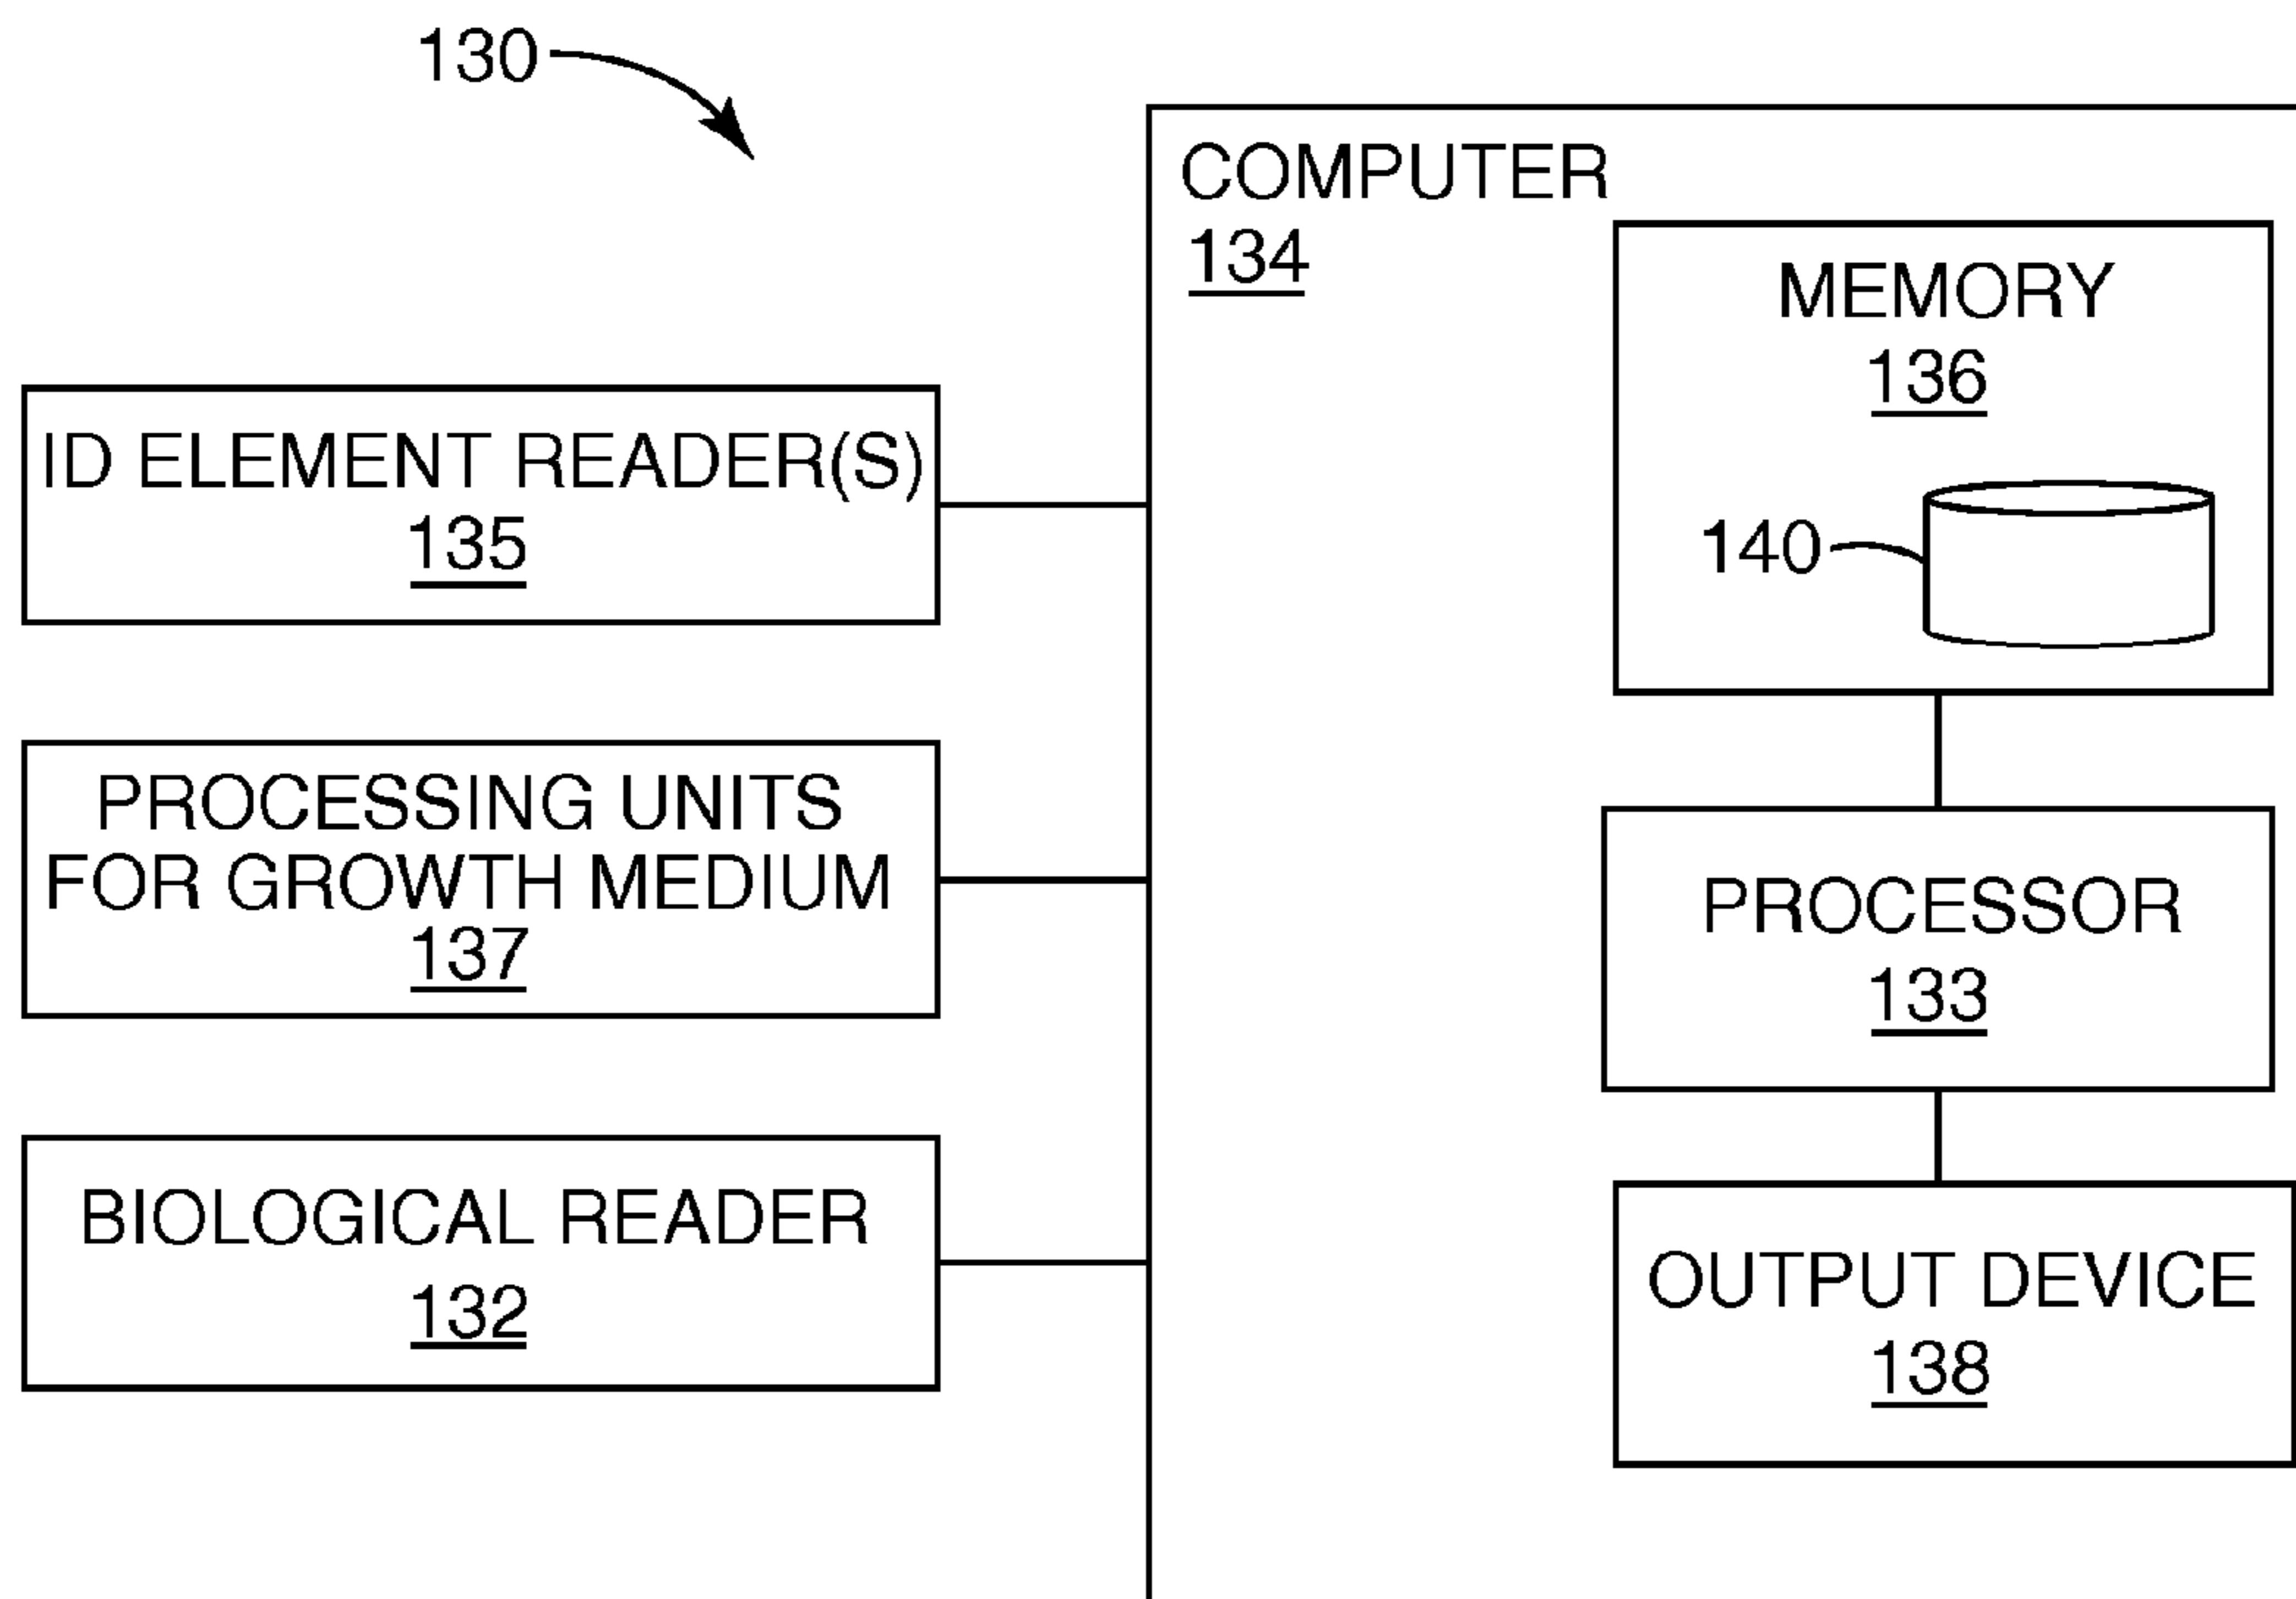 130
COMPUTER
134
MEMORY
136
140
ID ELEMENT READER(S)
135
PROCESSING UNITS
FOR GROWTH MEDIUM
137
PROCESSOR
133
BIOLOGICAL READER
132
OUTPUT DEVICE
138